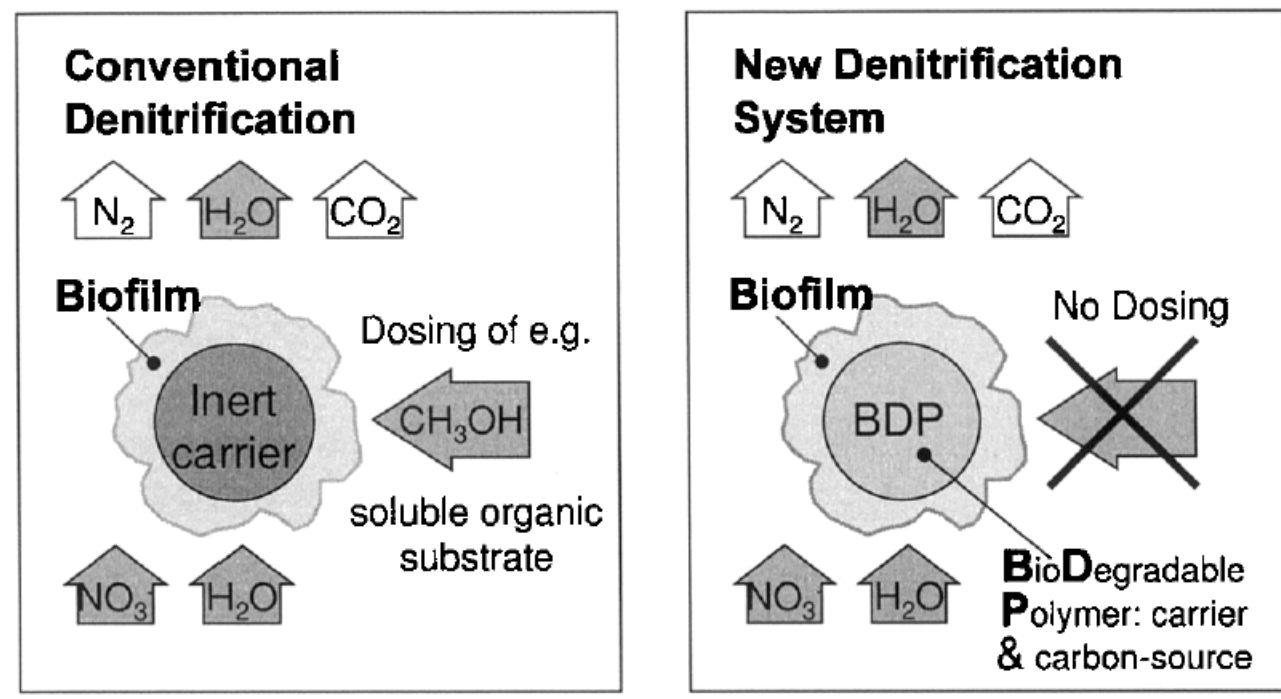 Conventional
Denitrification
N₂ H₂O CO₂
Biofilm
Dosing of e.g.
Inert
carrier
CH₃OH
soluble organic
substrate
NO₃⁻ H₂O
New Denitrification
System
N₂ H₂O CO₂
Biofilm
No Dosing
BDP
NO₃⁻ H₂O
BioDegradable
Polymer: carrier
& carbon-source